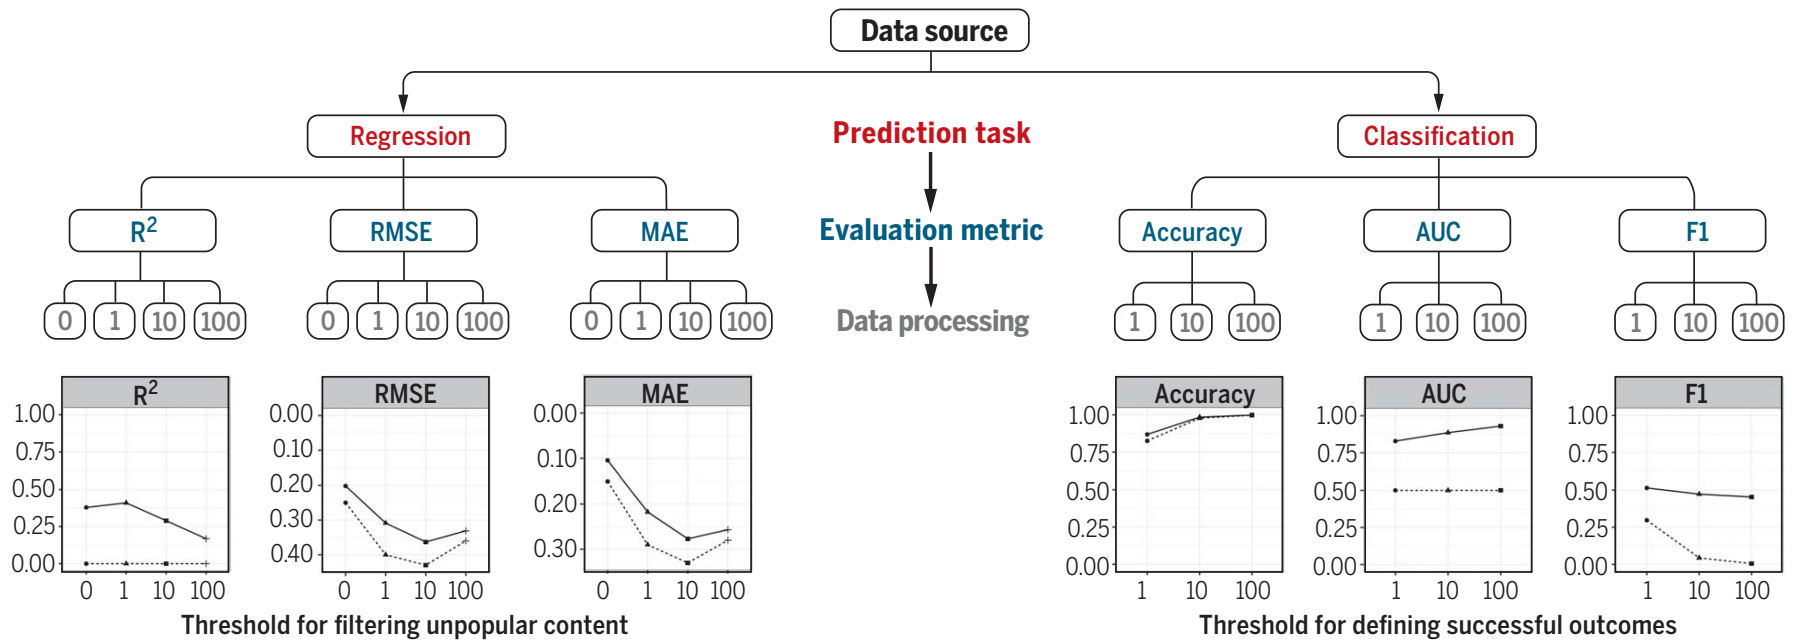 Data source
Regression
Prediction task
Classification
R²
RMSE
MAE
Evaluation metric
Accuracy
AUC
F1
0 1 10 100
0 1 10 100
0 1 10 100
Data processing
1 10 100
1 10 100
1 10 100
R²
1.00
0.75
0.50
0.25
0.00
0 1 10 100
RMSE
0.00
0.10
0.20
0.30
0.40
0 1 10 100
MAE
0.00
0.10
0.20
0.30
0 1 10 100
Threshold for filtering unpopular content
Accuracy
1.00
0.75
0.50
0.25
0.00
1 10 100
AUC
1.00
0.75
0.50
0.25
0.00
1 10 100
F1
1.00
0.75
0.50
0.25
0.00
1 10 100
Threshold for defining successful outcomes